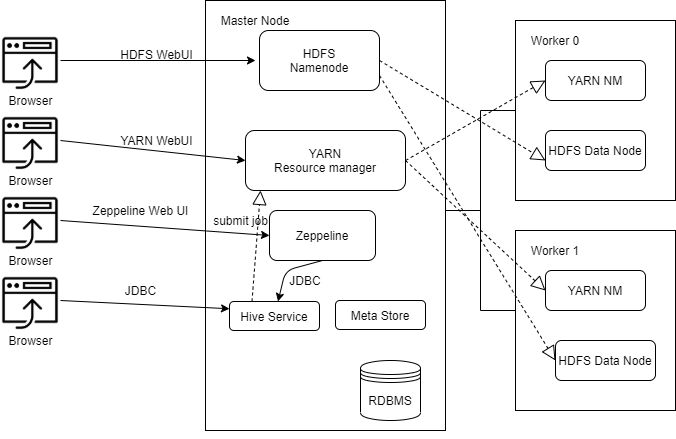 Master Node
HDFS WebUI
HDFS
Namenode
Browser
Worker 0
YARN NM
HDFS Data Node
YARN WebUI
YARN
Resource manager
Browser
Zeppeline Web UI
submit job
Zeppeline
Browser
JDBC
JDBC
Hive Service
Meta Store
Browser
Worker 1
YARN NM
HDFS Data Node
RDBMS